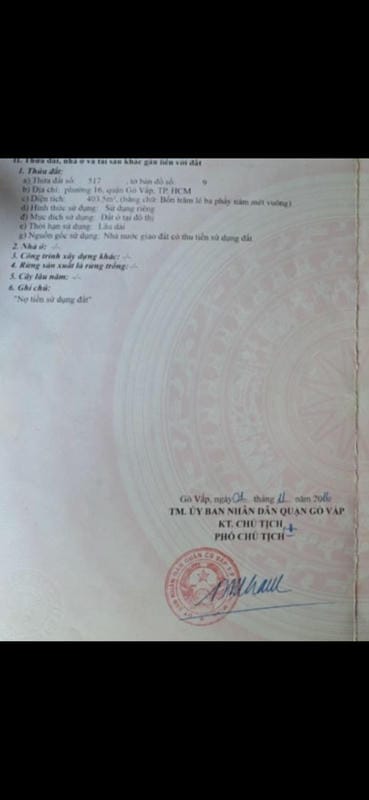 II. Thửa đất, nhà ở và tài sản khác gắn liền với đất
1. Thửa đất:
a) Thửa đất số: 517 , tờ bản đồ số: 9
b) Địa chỉ: phường 16, quận Gò Vấp, TP. HCM
c) Diện tích: 403.5m², (bằng chữ: Bốn trăm lẻ ba phẩy năm mét vuông)
d) Hình thức sử dụng: Sử dụng riêng
đ) Mục đích sử dụng: Đất ở tại đô thị
e) Thời hạn sử dụng: Lâu dài
g) Nguồn gốc sử dụng: Nhà nước giao đất có thu tiền sử dụng đất
2. Nhà ở: -/-
3. Công trình xây dựng khác: -/-
4. Rừng sản xuất là rừng trồng: -/-
5. Cây lâu năm: -/-
6. Ghi chú:
"Nợ tiền sử dụng đất"
Gò Vấp, ngày tháng 11 năm
TM. ỦY BAN NHÂN DÂN QUẬN GÒ VẤP
KT. CHỦ TỊCH
PHÓ CHỦ TỊCH